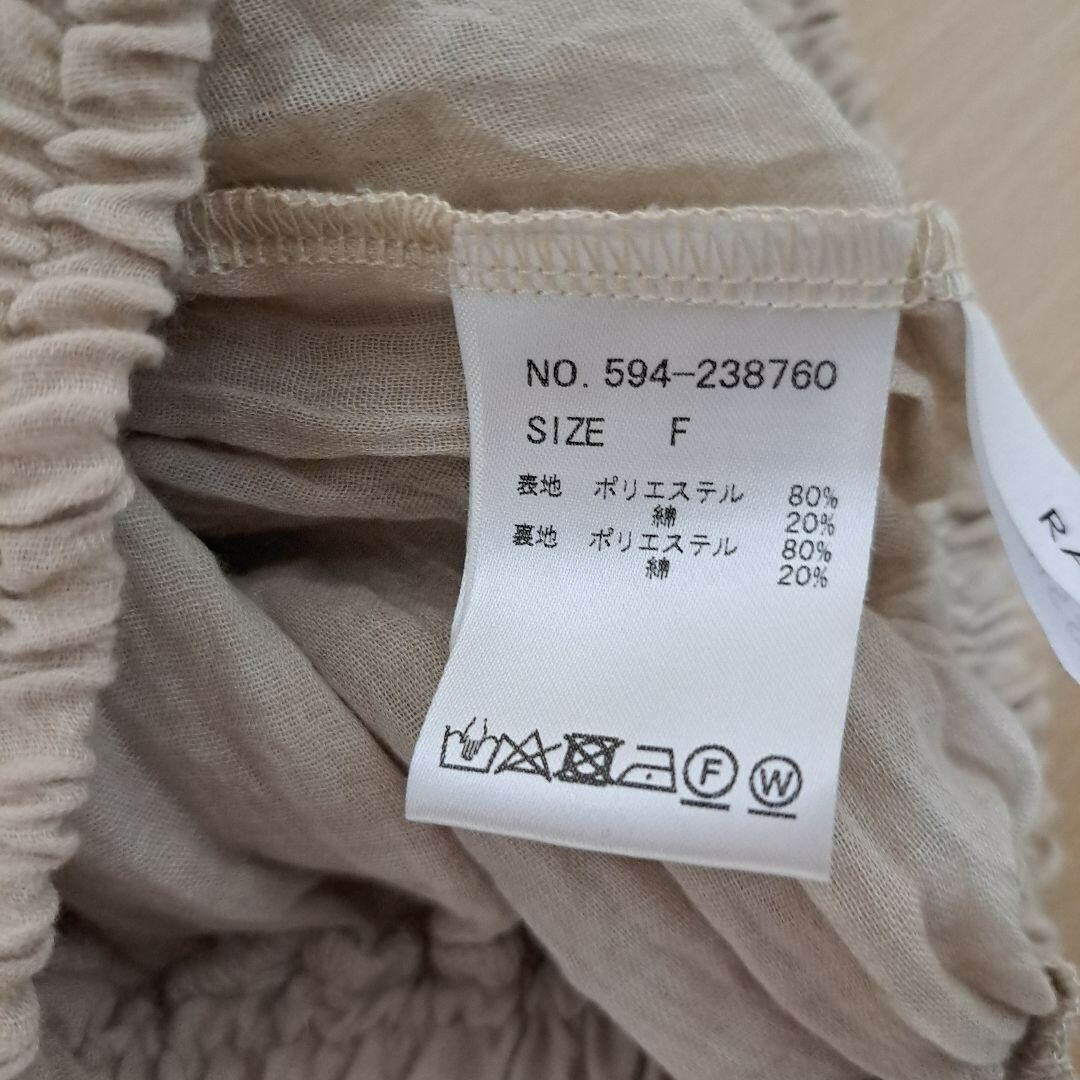 NO. 594-238760
SIZE F
表地 ポリエステル 80%
綿 20%
裏地 ポリエステル 80%
綿 20%
F W